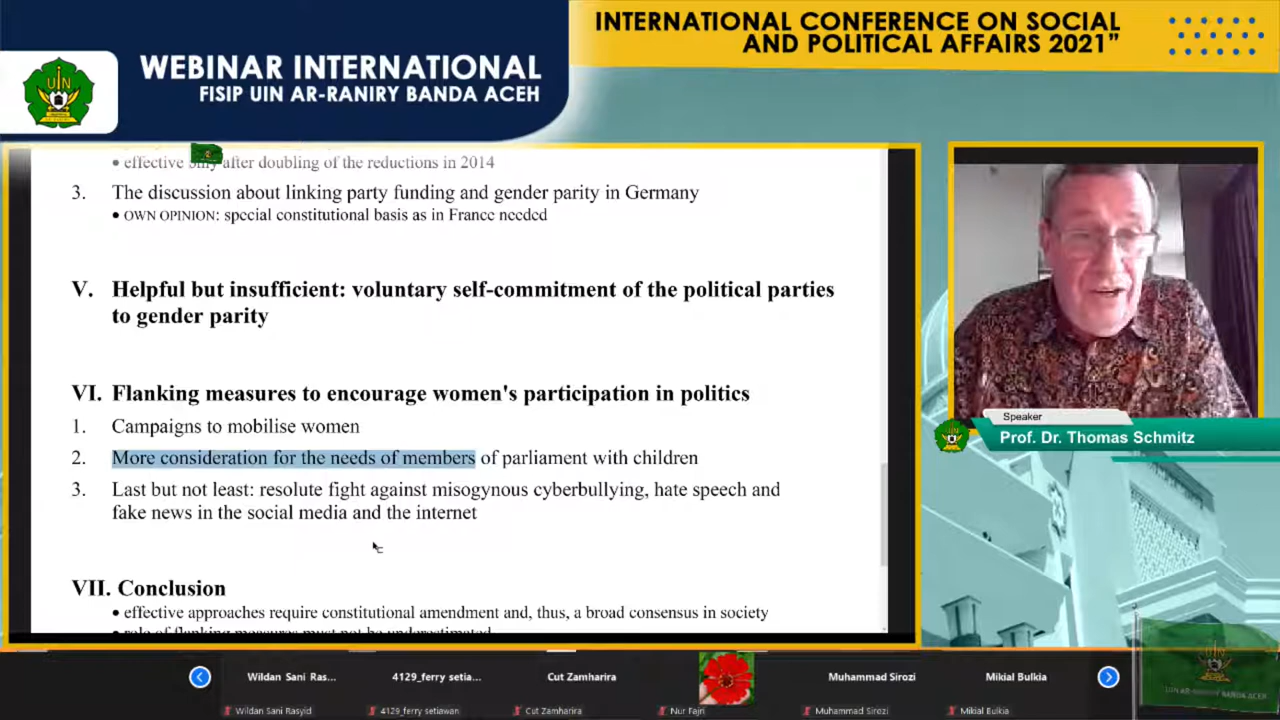 INTERNATIONAL CONFERENCE ON SOCIAL
AND POLITICAL AFFAIRS 2021"
WEBINAR INTERNATIONAL
FISIP UIN AR-RANIRY BANDA ACEH
UIN
• effective only after doubling of the reductions in 2014
3. The discussion about linking party funding and gender parity in Germany
• OWN OPINION: special constitutional basis as in France needed
V. Helpful but insufficient: voluntary self-commitment of the political parties
to gender parity
VI. Flanking measures to encourage women's participation in politics
1. Campaigns to mobilise women
2. More consideration for the needs of members of parliament with children
3. Last but not least: resolute fight against misogynous cyberbullying, hate speech and
fake news in the social media and the internet
VII. Conclusion
• effective approaches require constitutional amendment and, thus, a broad consensus in society
• role of flanking measures must not be underestimated
Speaker
Prof. Dr. Thomas Schmitz
Wildan Sani Ras...
4129_ferry setia...
Cut Zamharira
Muhammad Sirozi
Mikial Bulkia
Wildan Sani Rasyid
4129_ferry setiawan
Cut Zamharira
Nur Fajri
Muhammad Sirozi
Mikial Bulkia
UIN AR-RANIRY BANDA ACEH